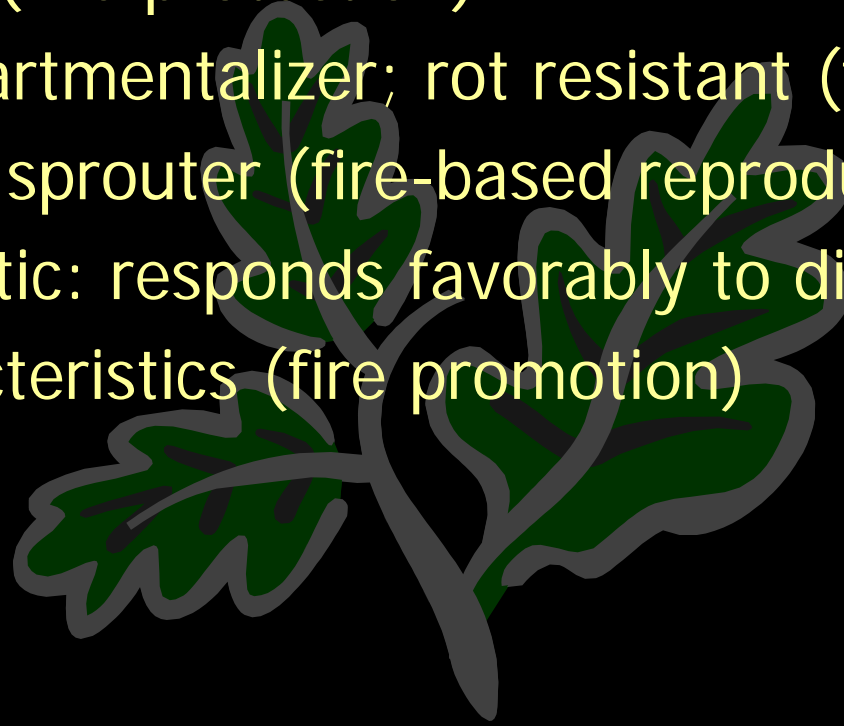 artmentalizer; rot resistant (
sprouter (fire-based reprodu
tic: responds favorably to di
cteristics (fire promotion)